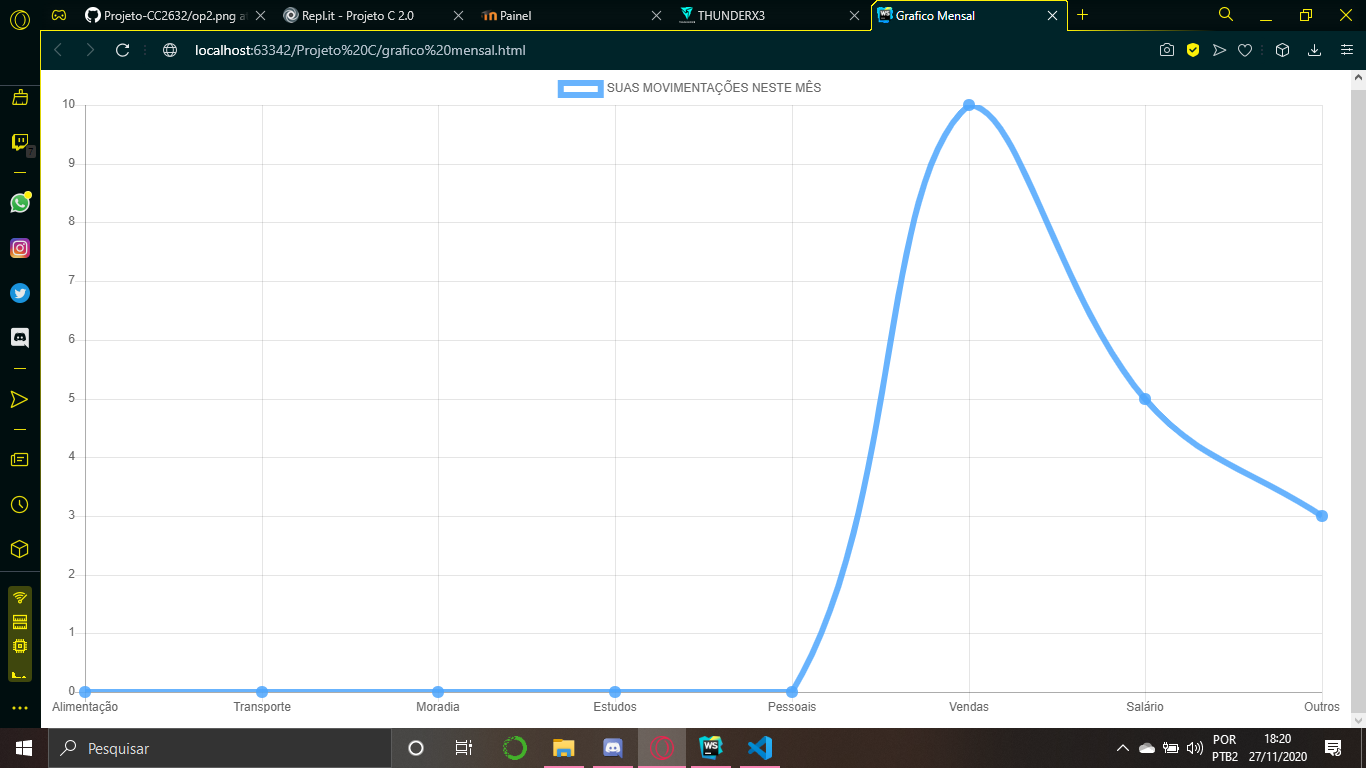 Projeto-CC2632/op2.png at
Repl.it - Projeto C 2.0
Painel
THUNDERX3
Grafico Mensal
localhost:63342/Projeto%20C/grafico%20mensal.html
SUAS MOVIMENTAÇÕES NESTE MÊS
10
9
8
7
6
5
4
3
2
1
0
Alimentação Transporte Moradia Estudos Pessoais Vendas Salário Outros
Pesquisar
WS
POR
PTB2
18:20
27/11/2020